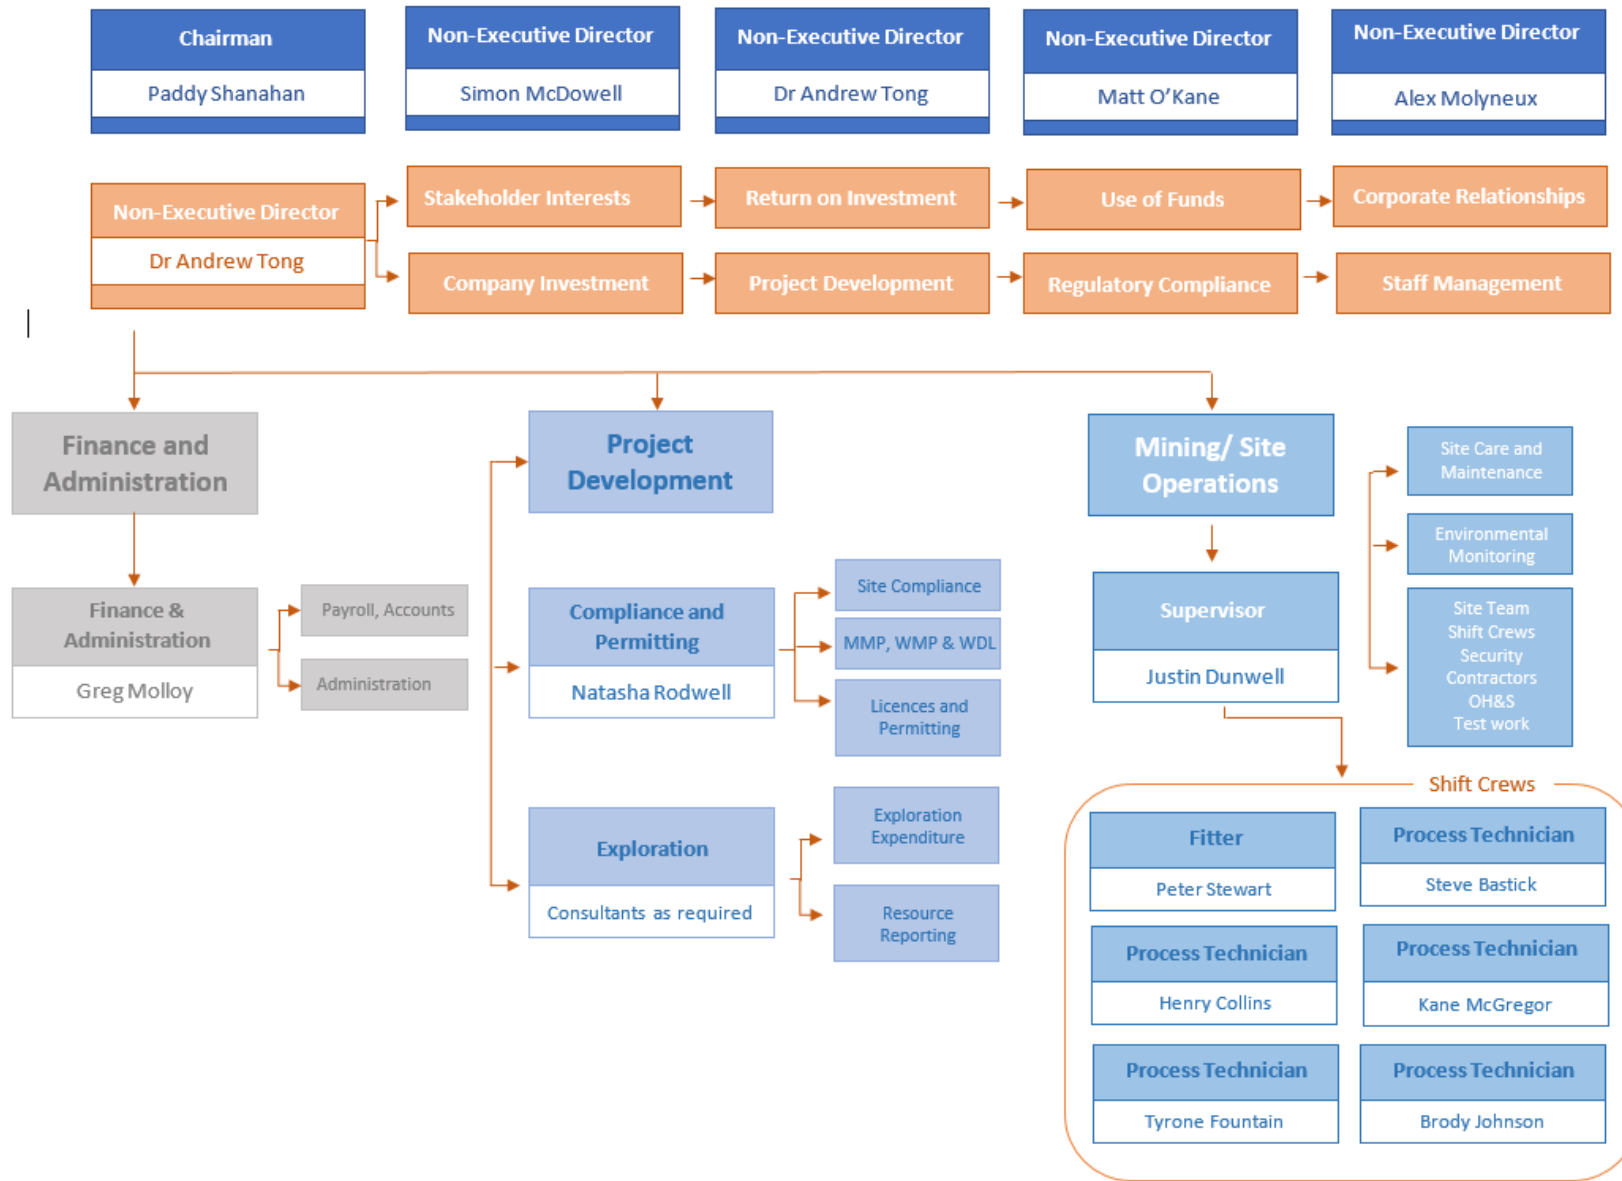 Chairman
Paddy Shanahan
Non-Executive Director
Simon McDowell
Non-Executive Director
Dr Andrew Tong
Non-Executive Director
Matt O'Kane
Non-Executive Director
Alex Molyneux
Non-Executive Director
Dr Andrew Tong
Stakeholder Interests
Return on Investment
Use of Funds
Corporate Relationships
Company Investment
Project Development
Regulatory Compliance
Staff Management
Finance and
Administration
Finance &
Administration
Greg Molloy
Payroll, Accounts
Administration
Project
Development
Compliance and
Permitting
Natasha Rodwell
Site Compliance
MMP, WMP & WDL
Licences and
Permitting
Exploration
Consultants as required
Exploration
Expenditure
Resource
Reporting
Mining/ Site
Operations
Supervisor
Justin Dunwell
Site Care and
Maintenance
Environmental
Monitoring
Site Team
Shift Crews
Security
Contractors
OH&S
Test work
Shift Crews
Fitter
Peter Stewart
Process Technician
Steve Bastick
Process Technician
Henry Collins
Process Technician
Kane McGregor
Process Technician
Tyrone Fountain
Process Technician
Brody Johnson